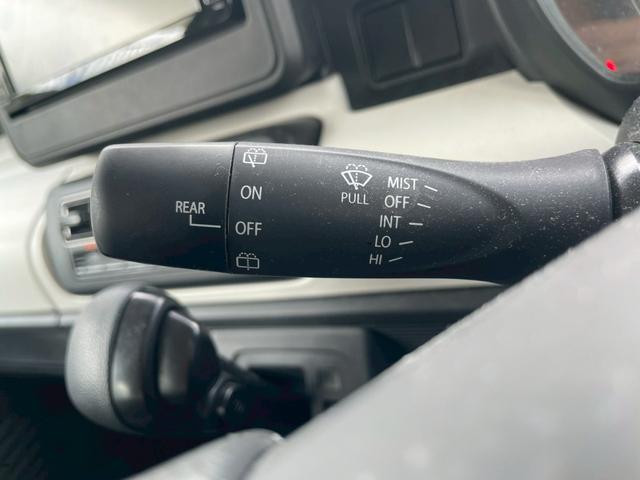 REAR
ON
OFF
PULL
MIST
OFF
INT
LO
HI